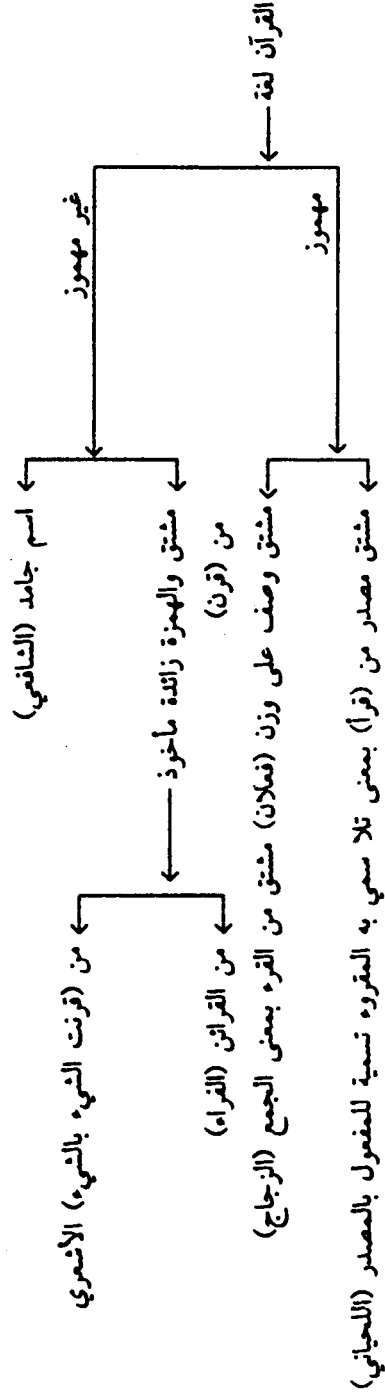 القرآن لغة
مهموز
مشتق مصدر من (قرأ) بمعنى تلا سمي به المقروء تسمية للمفعول بالمصدر (اللحياني)
مشتق وصف على وزن (فعلان) مشتق من القرء بمعنى الجمع (الزجاج)
غير مهموز
مشتق والهمزة زائدة مأخوذ
من (قرن)
من القرائن (الفراء)
من (قرنت الشيء بالشيء) الأشعري
اسم جامد (الشافعي)